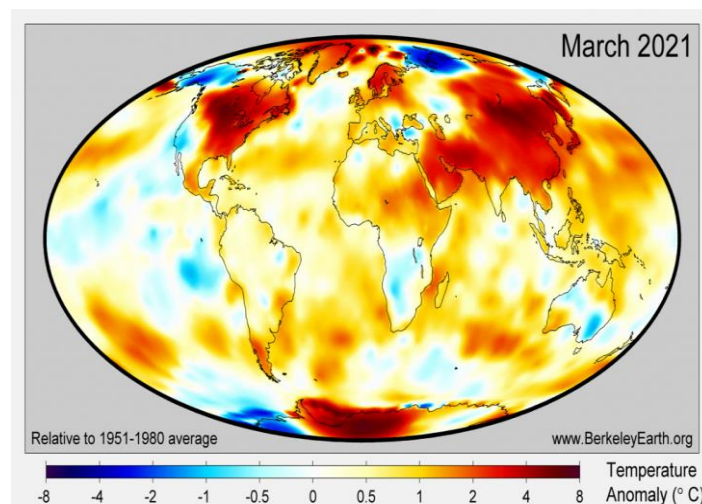 March 2021
Relative to 1951-1980 average
www.BerkeleyEarth.org
-8 -4 -2 -1 -0.5 0 0.5 1 2 4 8
Temperature
Anomaly (° C)